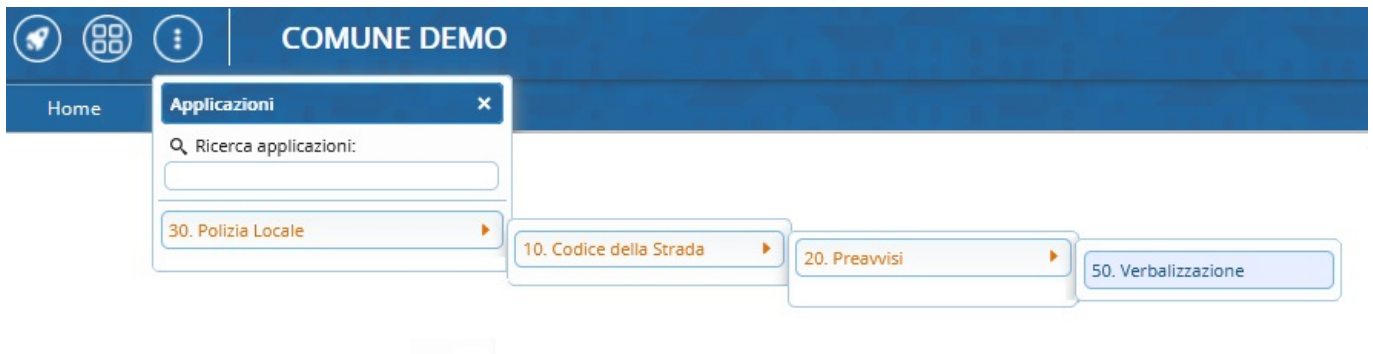 COMUNE DEMO
Home
Applicazioni
Ricerca applicazioni:
30. Polizia Locale
10. Codice della Strada
20. Preavvisi
50. Verbalizzazione